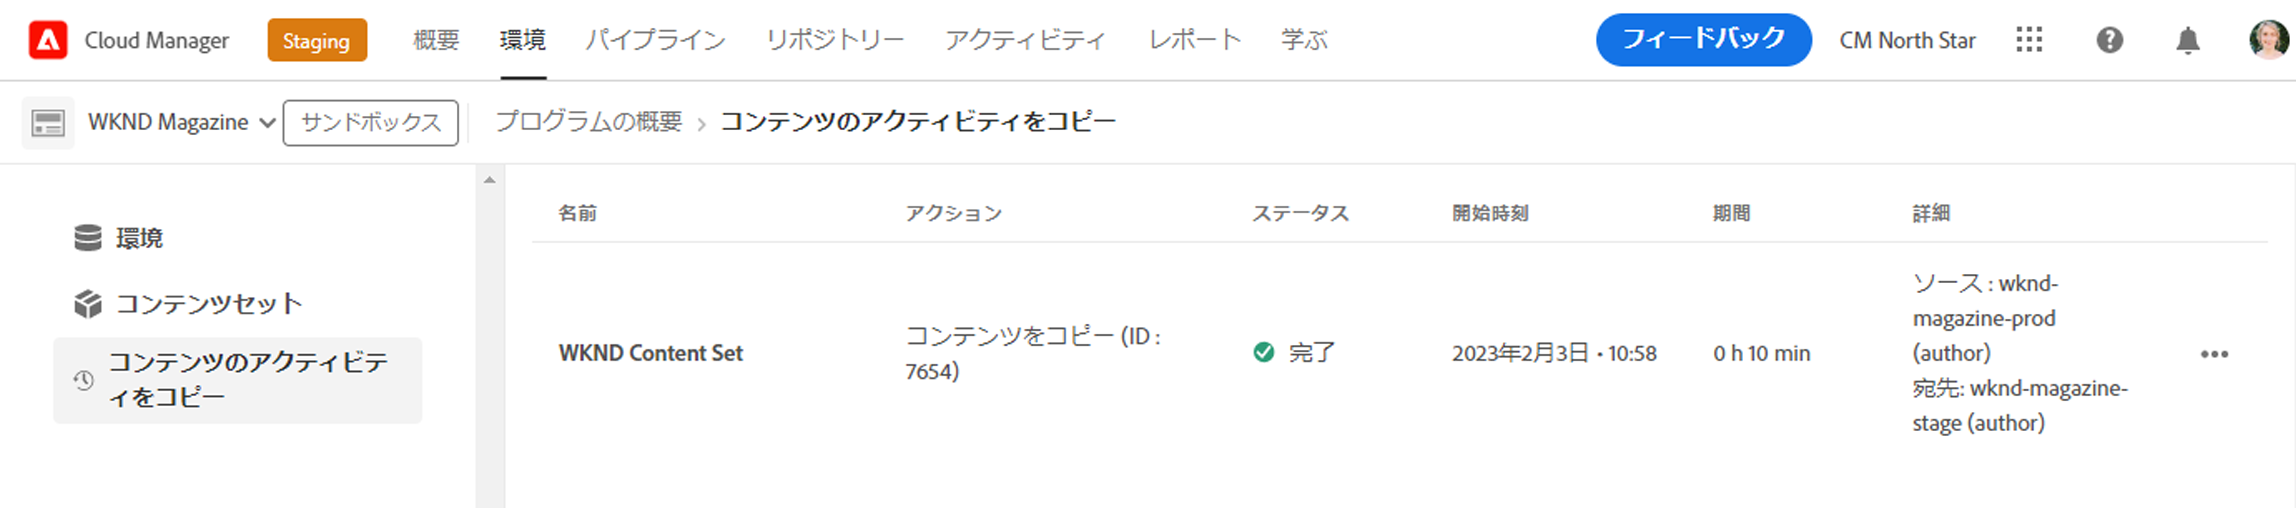 Cloud Manager Staging 概要 環境 パイプライン リポジトリー アクティビティ レポート 学ぶ フィードバック CM North Star
WKND Magazine サンドボックス プログラムの概要 › コンテンツのアクティビティをコピー
環境
コンテンツセット
コンテンツのアクティビテ
ィをコピー
名前 アクション ステータス 開始時刻 期間 詳細
WKND Content Set
コンテンツをコピー (ID :
7654)
完了
2023年2月3日 • 10:58
0 h 10 min
ソース : wknd-
magazine-prod
(author)
宛先: wknd-magazine-
stage (author)